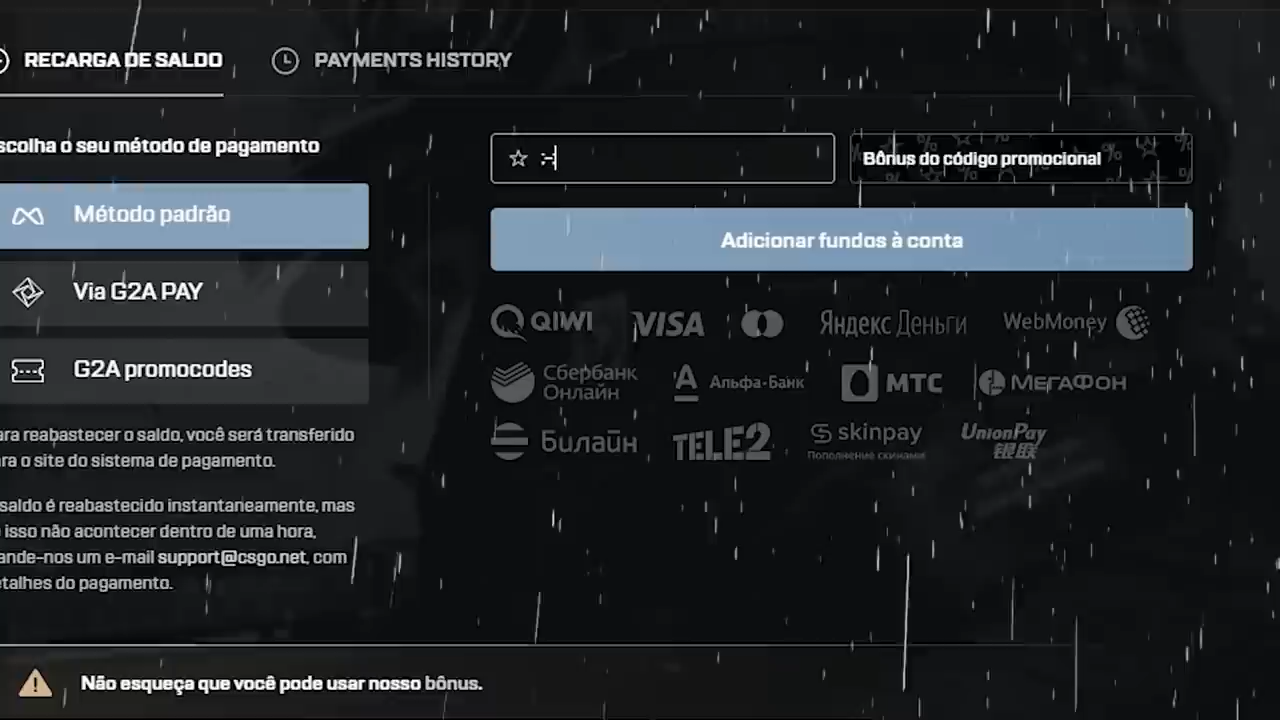 RECARGA DE SALDO
PAYMENTS HISTORY
scolha o seu método de pagamento
Método padrão
Via G2A PAY
G2A promocodes
ara reabastecer o saldo, você será transferido
ra o site do sistema de pagamento.
saldo é reabastecido instantaneamente, mas
isso não acontecer dentro de uma hora,
ande-nos um e-mail support@csgo.net, com
etalhes do pagamento.
Bônus do código promocional
Adicionar fundos à conta
QIWI VISA Яндекс Деньги WebMoney
Сбербанк Онлайн Альфа-Банк МТС МЕГАФОН
Билайн TELE2 skinpay UnionPay
Пополнение скинами 银联
Não esqueça que você pode usar nosso bônus.